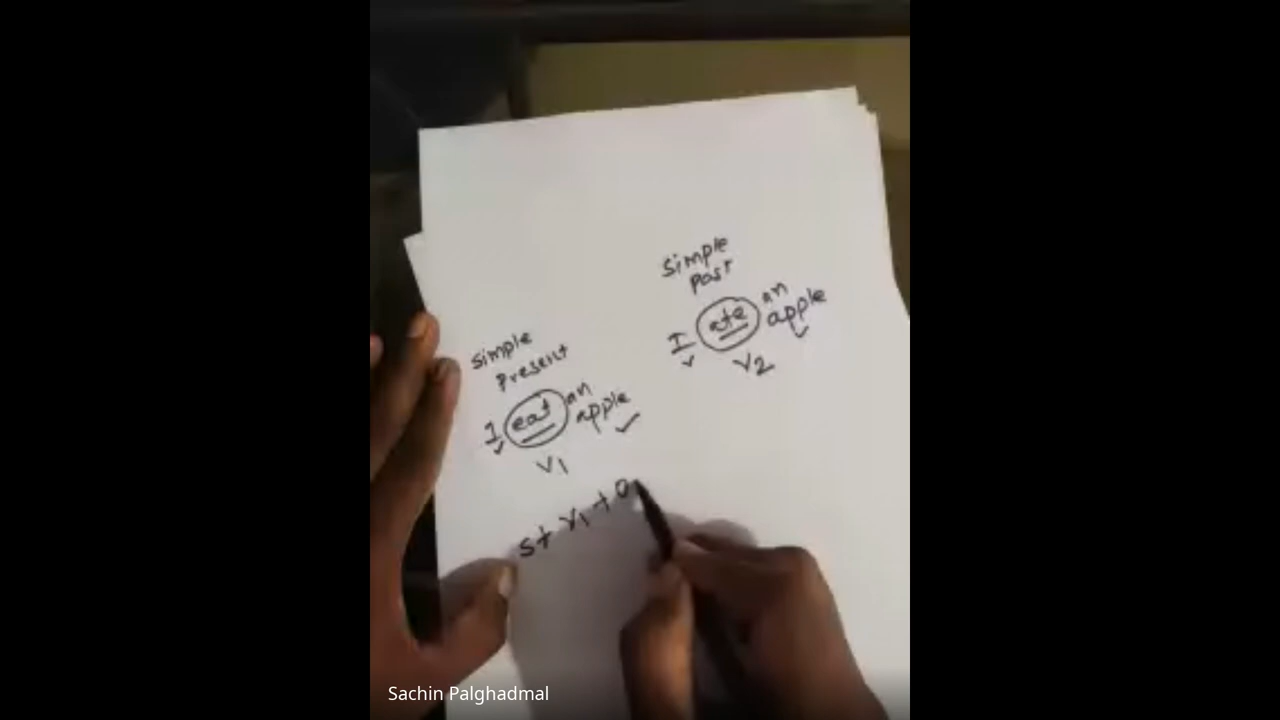 Simple
Past
I ate an apple
V2
Simple
Present
I eat an apple
V1
S + V1 + O
Sachin Palghadmal